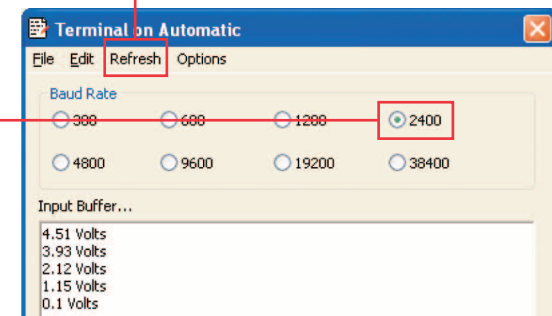 Terminal on Automatic
File Edit Refresh Options
Baud Rate
300 600 1200 2400
4800 9600 19200 38400
Input Buffer...
4.51 Volts
3.93 Volts
2.12 Volts
1.15 Volts
0.1 Volts